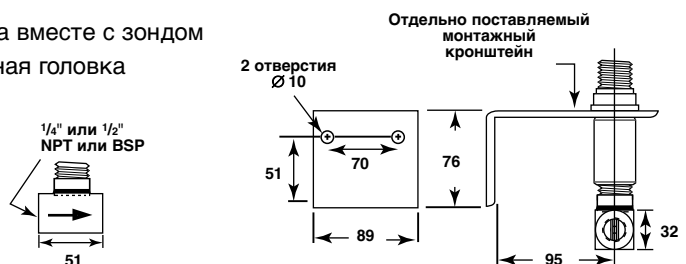 а вместе с зондом
ная головка
1/4" или 1/2"
NPT или BSP
51
2 отверстия
Ø 10
70
51
89
76
Отдельно поставляемый
монтажный
кронштейн
95
32